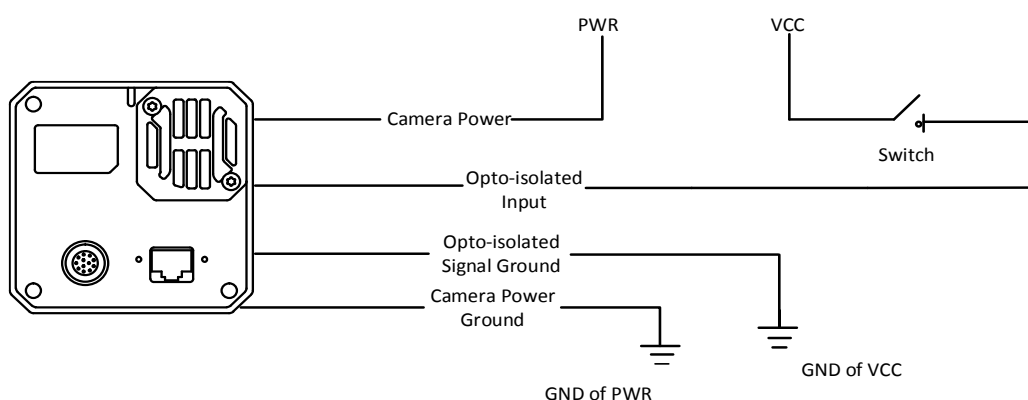 PWR
VCC
Camera Power
Switch
Opto-isolated
Input
Opto-isolated
Signal Ground
Camera Power
Ground
GND of VCC
GND of PWR